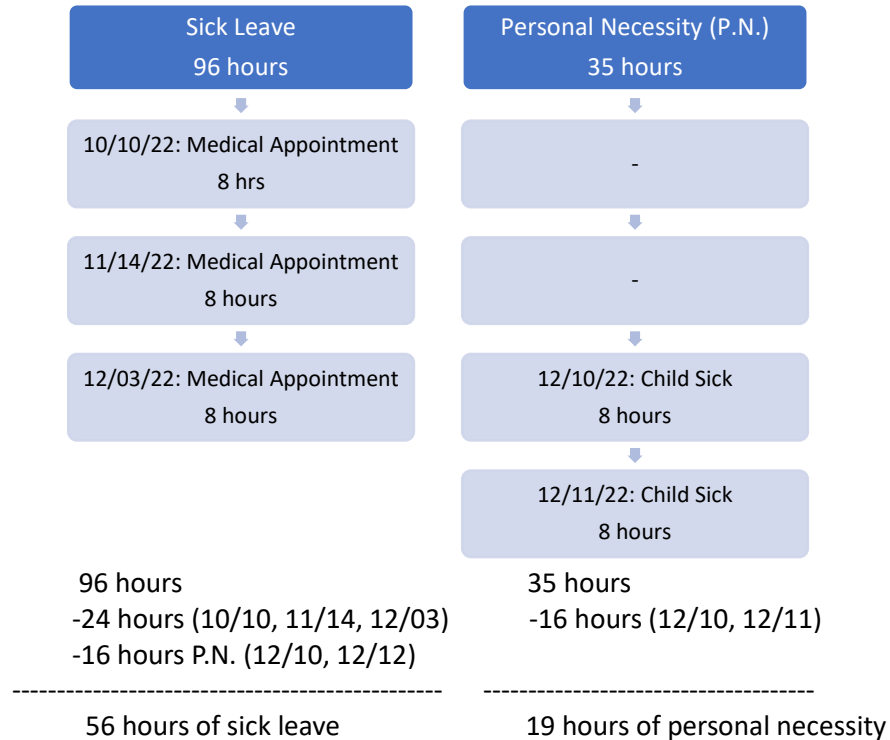 Sick Leave
96 hours
Personal Necessity (P.N.)
35 hours
10/10/22: Medical Appointment
8 hrs
-
11/14/22: Medical Appointment
8 hours
-
12/03/22: Medical Appointment
8 hours
12/10/22: Child Sick
8 hours
12/11/22: Child Sick
8 hours
96 hours
-24 hours (10/10, 11/14, 12/03)
-16 hours P.N. (12/10, 12/12)
------------------------------------------------
56 hours of sick leave
35 hours
-16 hours (12/10, 12/11)
-------------------------------------
19 hours of personal necessity